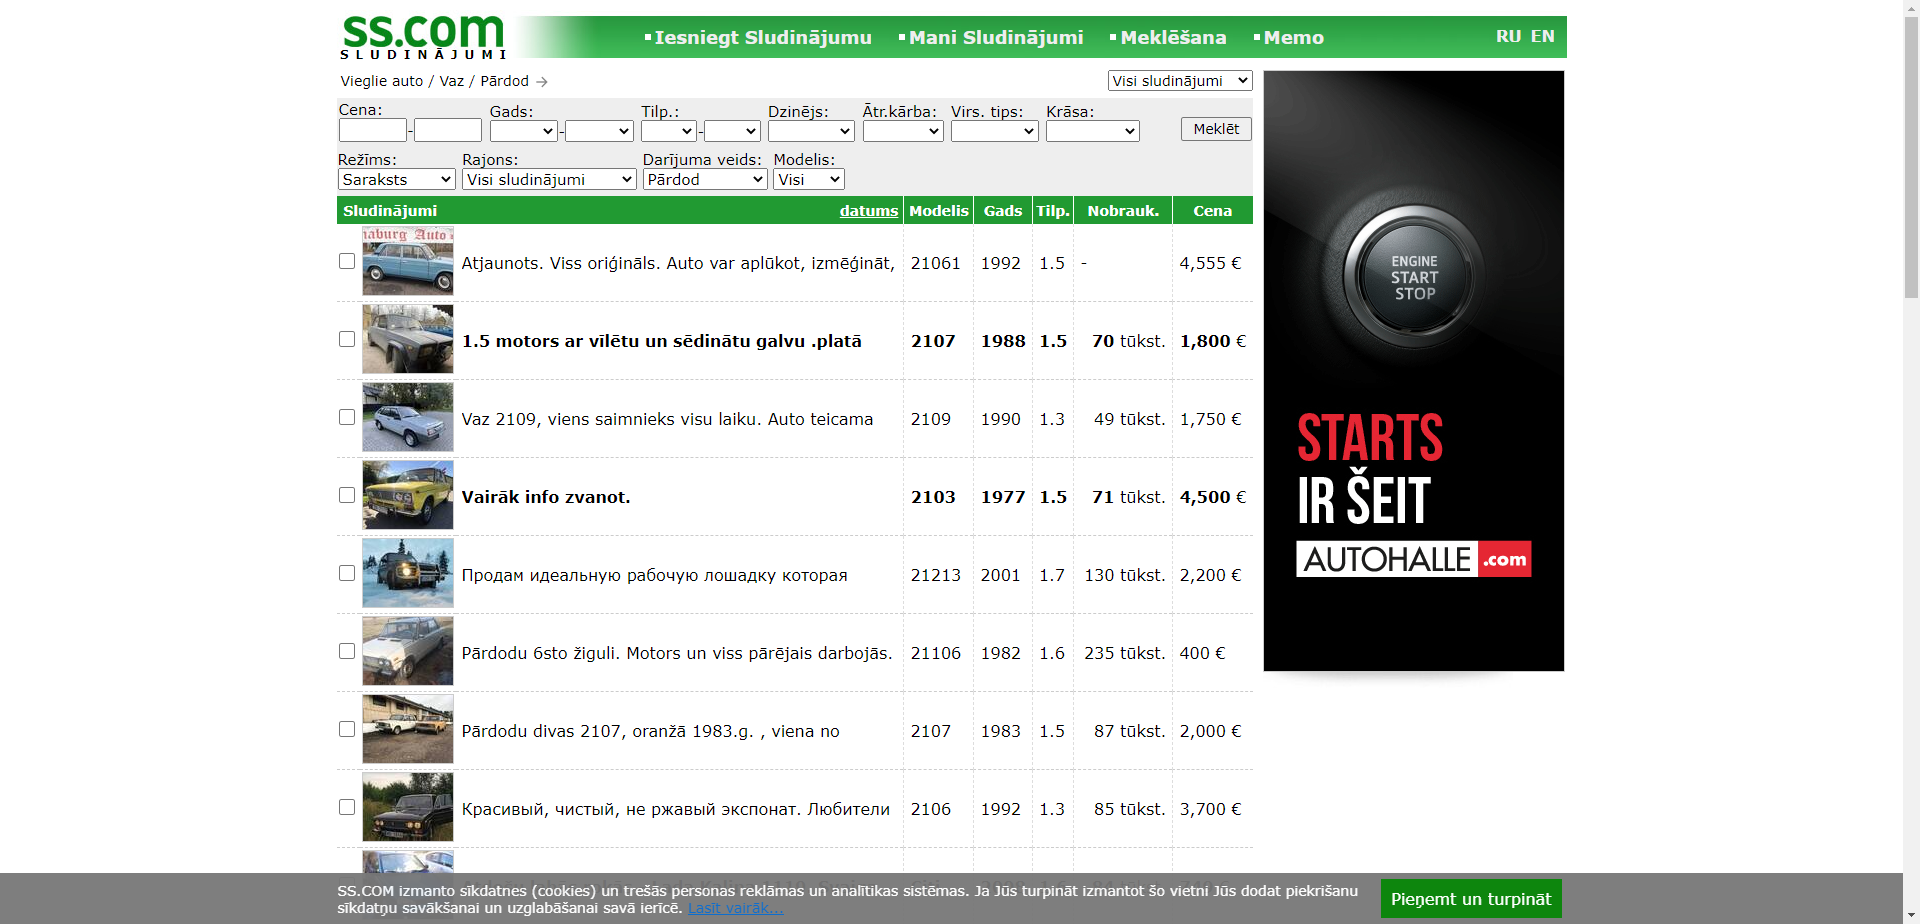 ss.com
SLUDINĀJUMI
Iesniegt Sludinājumu Mani Sludinājumi Meklēšana Memo RU EN
Vieglie auto / Vaz / Pārdod Visi sludinājumi
Cena: Gads: Tilp.: Dzinējs: Ātr.kārba: Virs. tips: Krāsa:
- - - Meklēt
Režīms: Rajons: Darījuma veids: Modelis:
Saraksts Visi sludinājumi Pārdod Visi
Sludinājumi datums Modelis Gads Tilp. Nobrauk. Cena
Atjaunots. Viss oriģināls. Auto var aplūkot, izmēģināt, 21061 1992 1.5 - 4,555 €
1.5 motors ar vīlētu un sēdinātu galvu .platā 2107 1988 1.5 70 tūkst. 1,800 €
Vaz 2109, viens saimnieks visu laiku. Auto teicama 2109 1990 1.3 49 tūkst. 1,750 €
Vairāk info zvanot. 2103 1977 1.5 71 tūkst. 4,500 €
Продам идеальную рабочую лошадку которая 21213 2001 1.7 130 tūkst. 2,200 €
Pārdodu 6sto žiguli. Motors un viss pārējais darbojās. 21106 1982 1.6 235 tūkst. 400 €
Pārdodu divas 2107, oranžā 1983.g. , viena no 2107 1983 1.5 87 tūkst. 2,000 €
Красивый, чистый, не ржавый экспонат. Любители 2106 1992 1.3 85 tūkst. 3,700 €
ENGINE
START
STOP
STARTS
IR ŠEIT
AUTOHALLE.com
SS.COM izmanto sīkdatnes (cookies) un trešās personas reklāmas un analītikas sistēmas. Ja Jūs turpināt izmantot šo vietni Jūs dodat piekrišanu
sīkdatņu savākšanai un uzglabāšanai savā ierīcē. Lasīt vairāk...
Pieņemt un turpināt